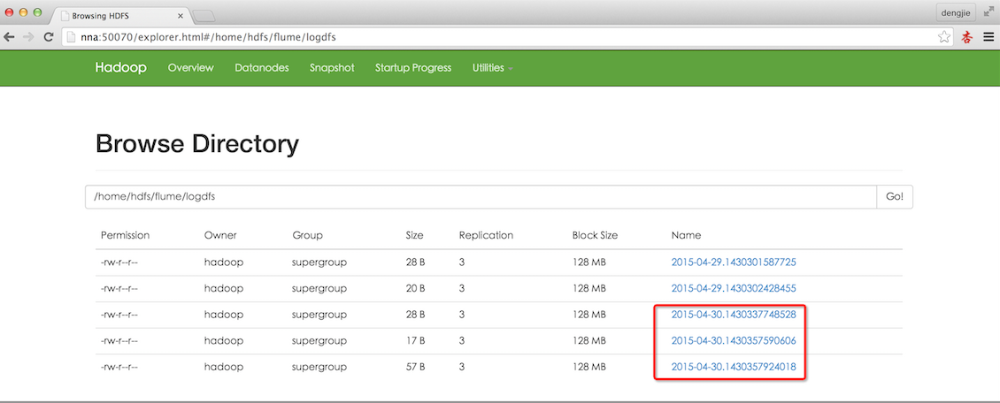 Browsing HDFS
dengjie
nna:50070/explorer.html#/home/hdfs/flume/logdfs
杏
Hadoop Overview Datanodes Snapshot Startup Progress Utilities
Browse Directory
/home/hdfs/flume/logdfs Go!
Permission Owner Group Size Replication Block Size Name
-rw-r--r-- hadoop supergroup 28 B 3 128 MB 2015-04-29.1430301587725
-rw-r--r-- hadoop supergroup 20 B 3 128 MB 2015-04-29.1430302428455
-rw-r--r-- hadoop supergroup 28 B 3 128 MB 2015-04-30.1430337748528
-rw-r--r-- hadoop supergroup 17 B 3 128 MB 2015-04-30.1430357590606
-rw-r--r-- hadoop supergroup 57 B 3 128 MB 2015-04-30.1430357924018